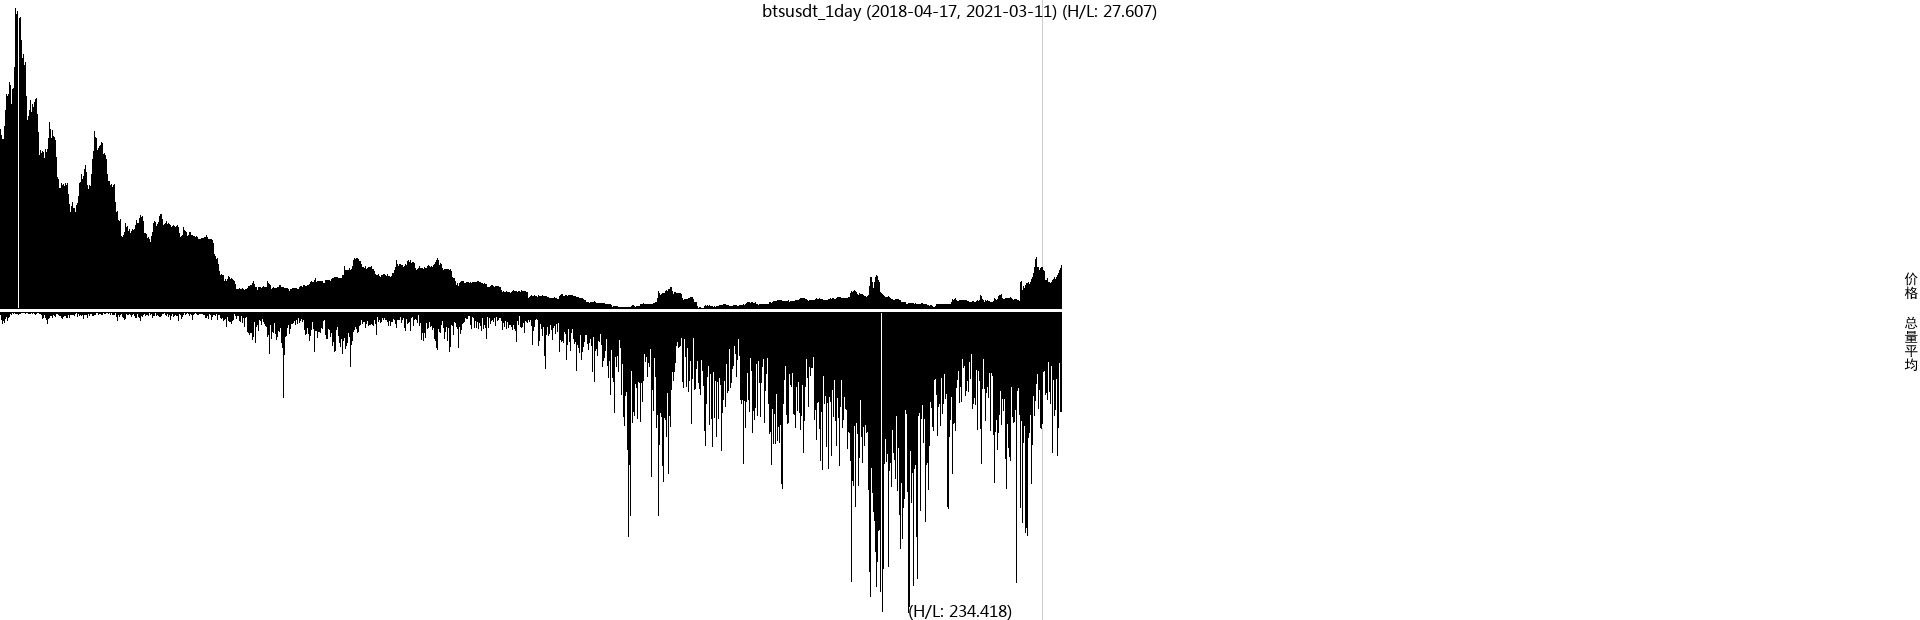 btsusdt_1day (2018-04-17, 2021-03-11) (H/L: 27.607)
价格 总量平均
(H/L: 234.418)